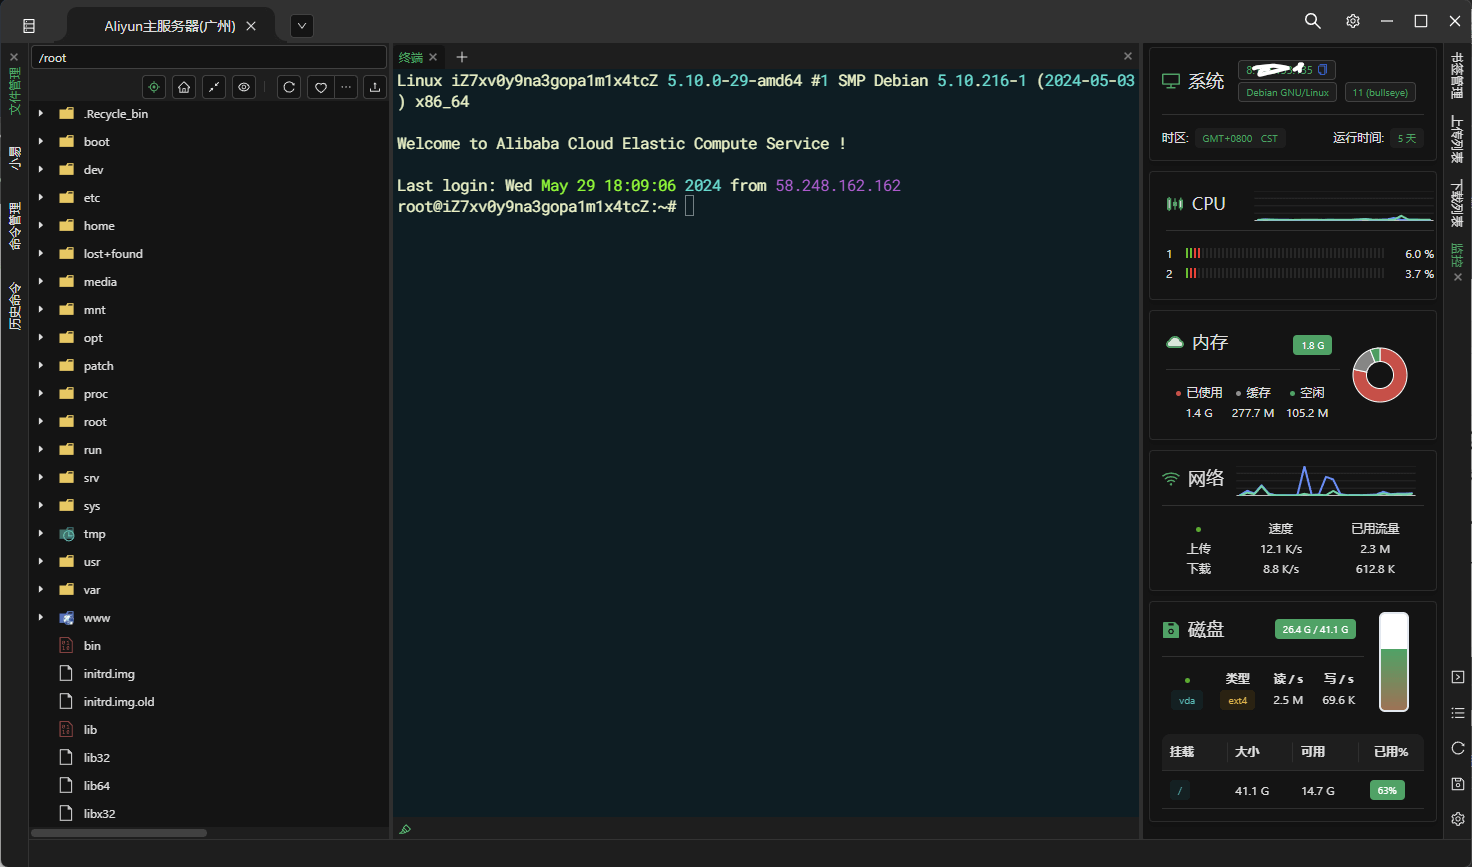 Aliyun主服务器(广州)
文件管理
小易
命令管理
历史命令
/root
.Recycle_bin
boot
dev
etc
home
lost+found
media
mnt
opt
patch
proc
root
run
srv
sys
tmp
usr
var
www
bin
initrd.img
initrd.img.old
lib
lib32
lib64
libx32
终端
Linux iZ7xv0y9na3gopa1m1x4tcZ 5.10.0-29-amd64 #1 SMP Debian 5.10.216-1 (2024-05-03
) x86_64
Welcome to Alibaba Cloud Elastic Compute Service !
Last login: Wed May 29 18:09:06 2024 from 58.248.162.162
root@iZ7xv0y9na3gopa1m1x4tcZ:~#
系统
Debian GNU/Linux 11 (bullseye)
时区: GMT+0800 CST 运行时间: 5 天
CPU
1 6.0 %
2 3.7 %
内存 1.8 G
已使用 缓存 空闲
1.4 G 277.7 M 105.2 M
网络
速度 已用流量
上传 12.1 K/s 2.3 M
下载 8.8 K/s 612.8 K
磁盘 26.4 G / 41.1 G
类型 读 / s 写 / s
vda ext4 2.5 M 69.6 K
挂载 大小 可用 已用%
/ 41.1 G 14.7 G 63%
书签管理
上传列表
下载列表
监控